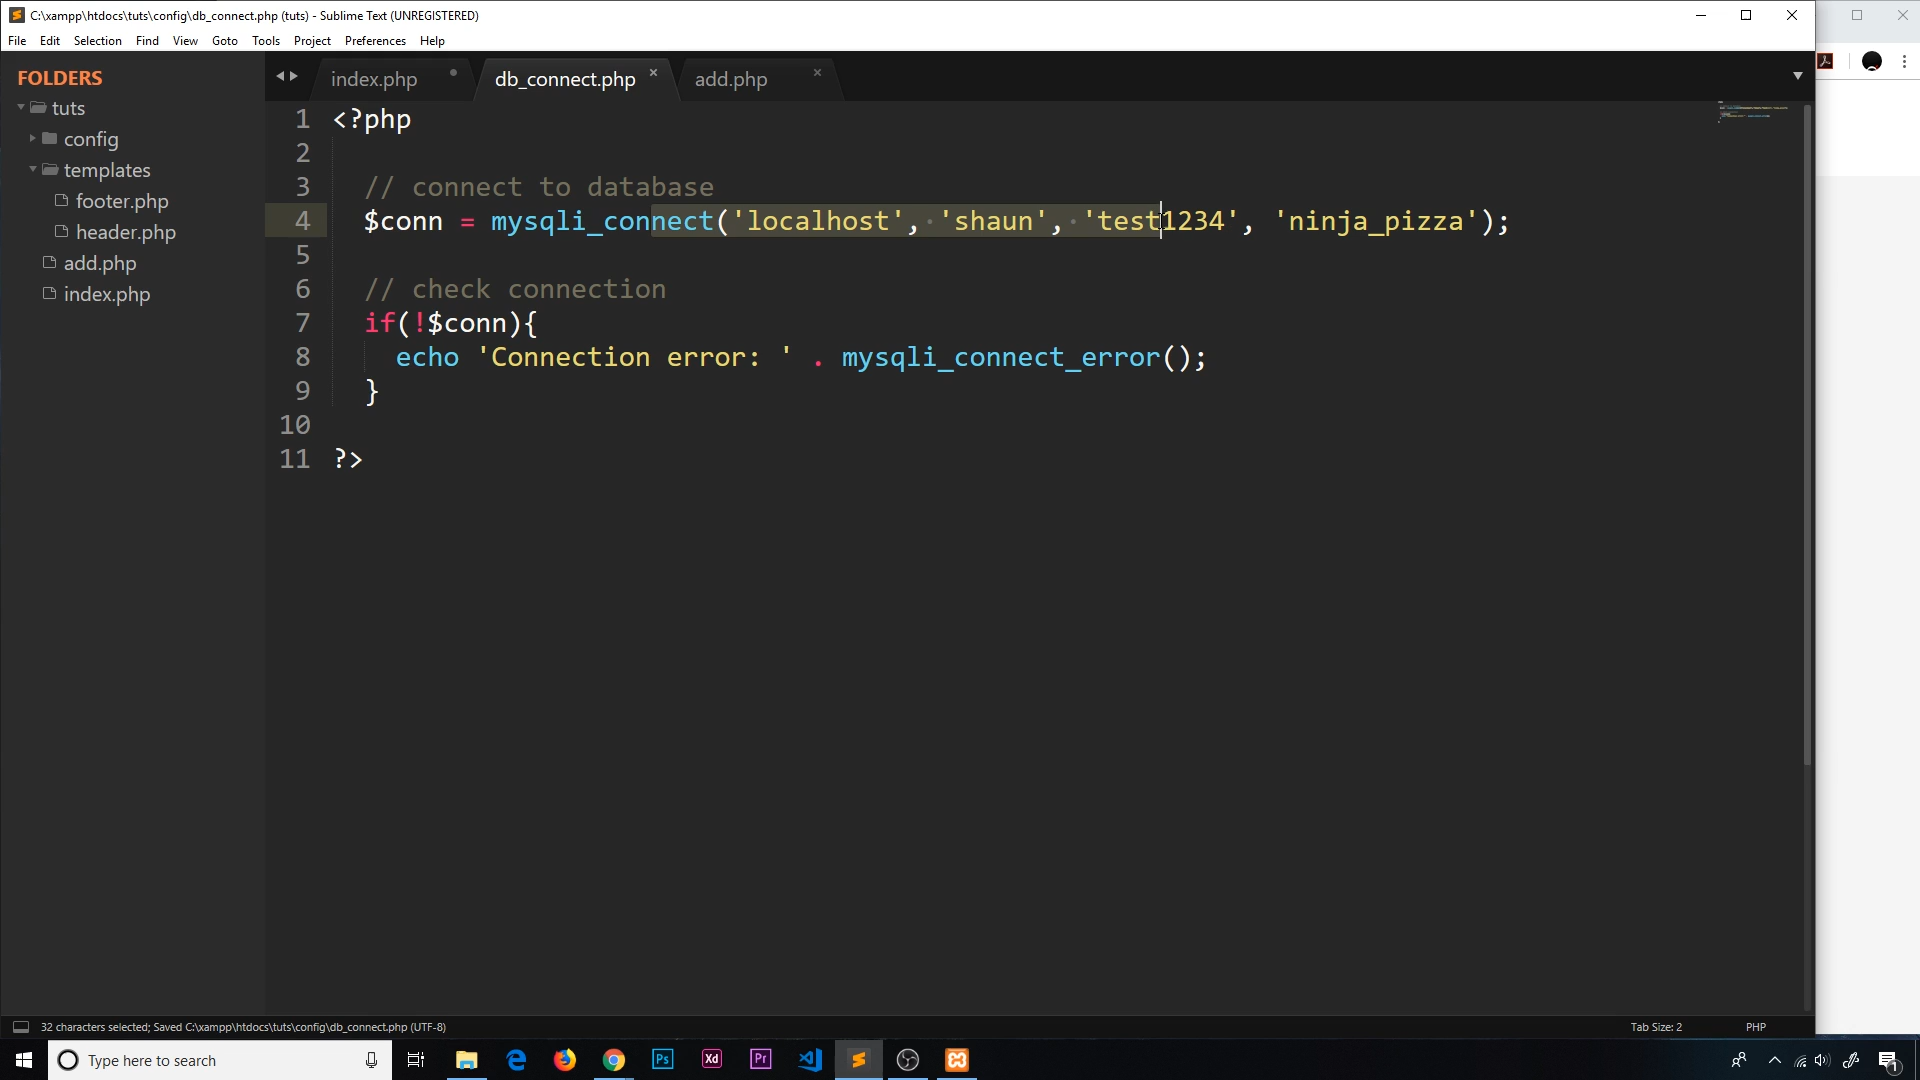 C:\xampp\htdocs\tuts\config\db_connect.php (tuts) - Sublime Text (UNREGISTERED)
File Edit Selection Find View Goto Tools Project Preferences Help
FOLDERS
tuts
config
templates
footer.php
header.php
add.php
index.php
index.php db_connect.php add.php
1 <?php
2
3 // connect to database
4 $conn = mysqli_connect('localhost', 'shaun', 'test1234', 'ninja_pizza');
5
6 // check connection
7 if(!$conn){
8 echo 'Connection error: ' . mysqli_connect_error();
9 }
10
11 ?>
32 characters selected; Saved C:\xampp\htdocs\tuts\config\db_connect.php (UTF-8)
Tab Size: 2 PHP
Type here to search
Ps Xd Pr
1